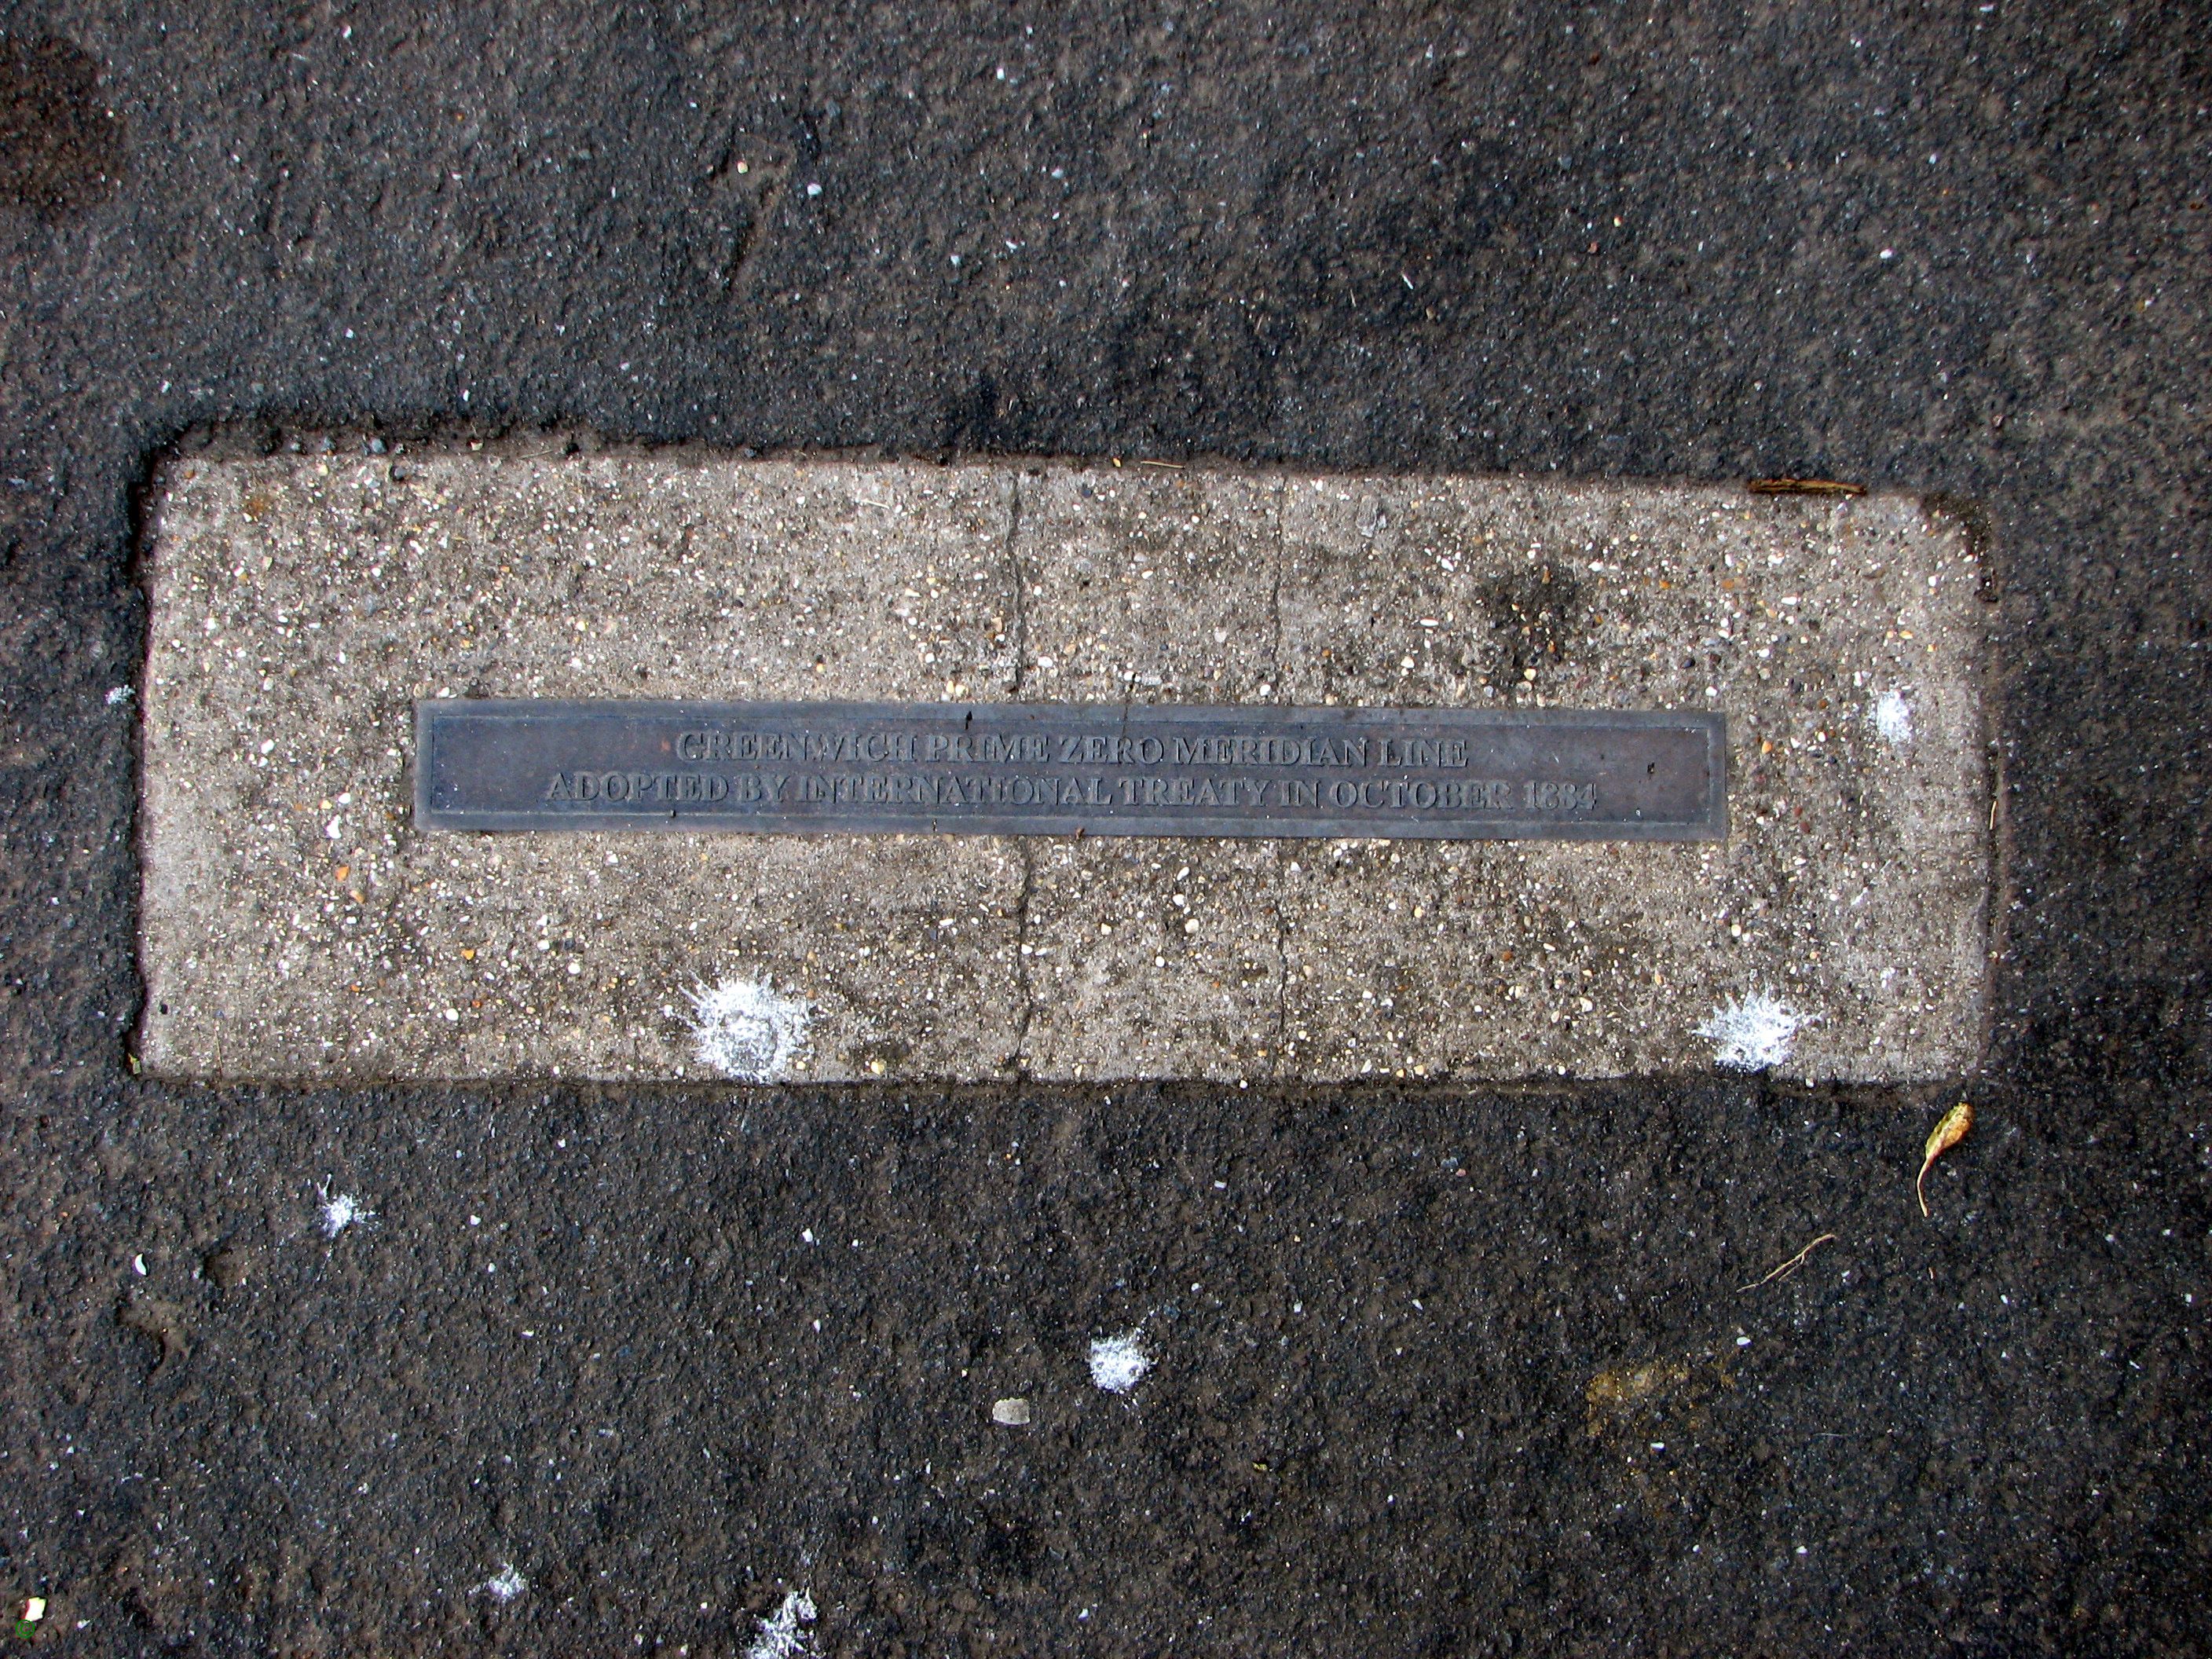 GREENWICH PRIME ZERO MERIDIAN LINE
ADOPTED BY INTERNATIONAL TREATY IN OCTOBER 1884